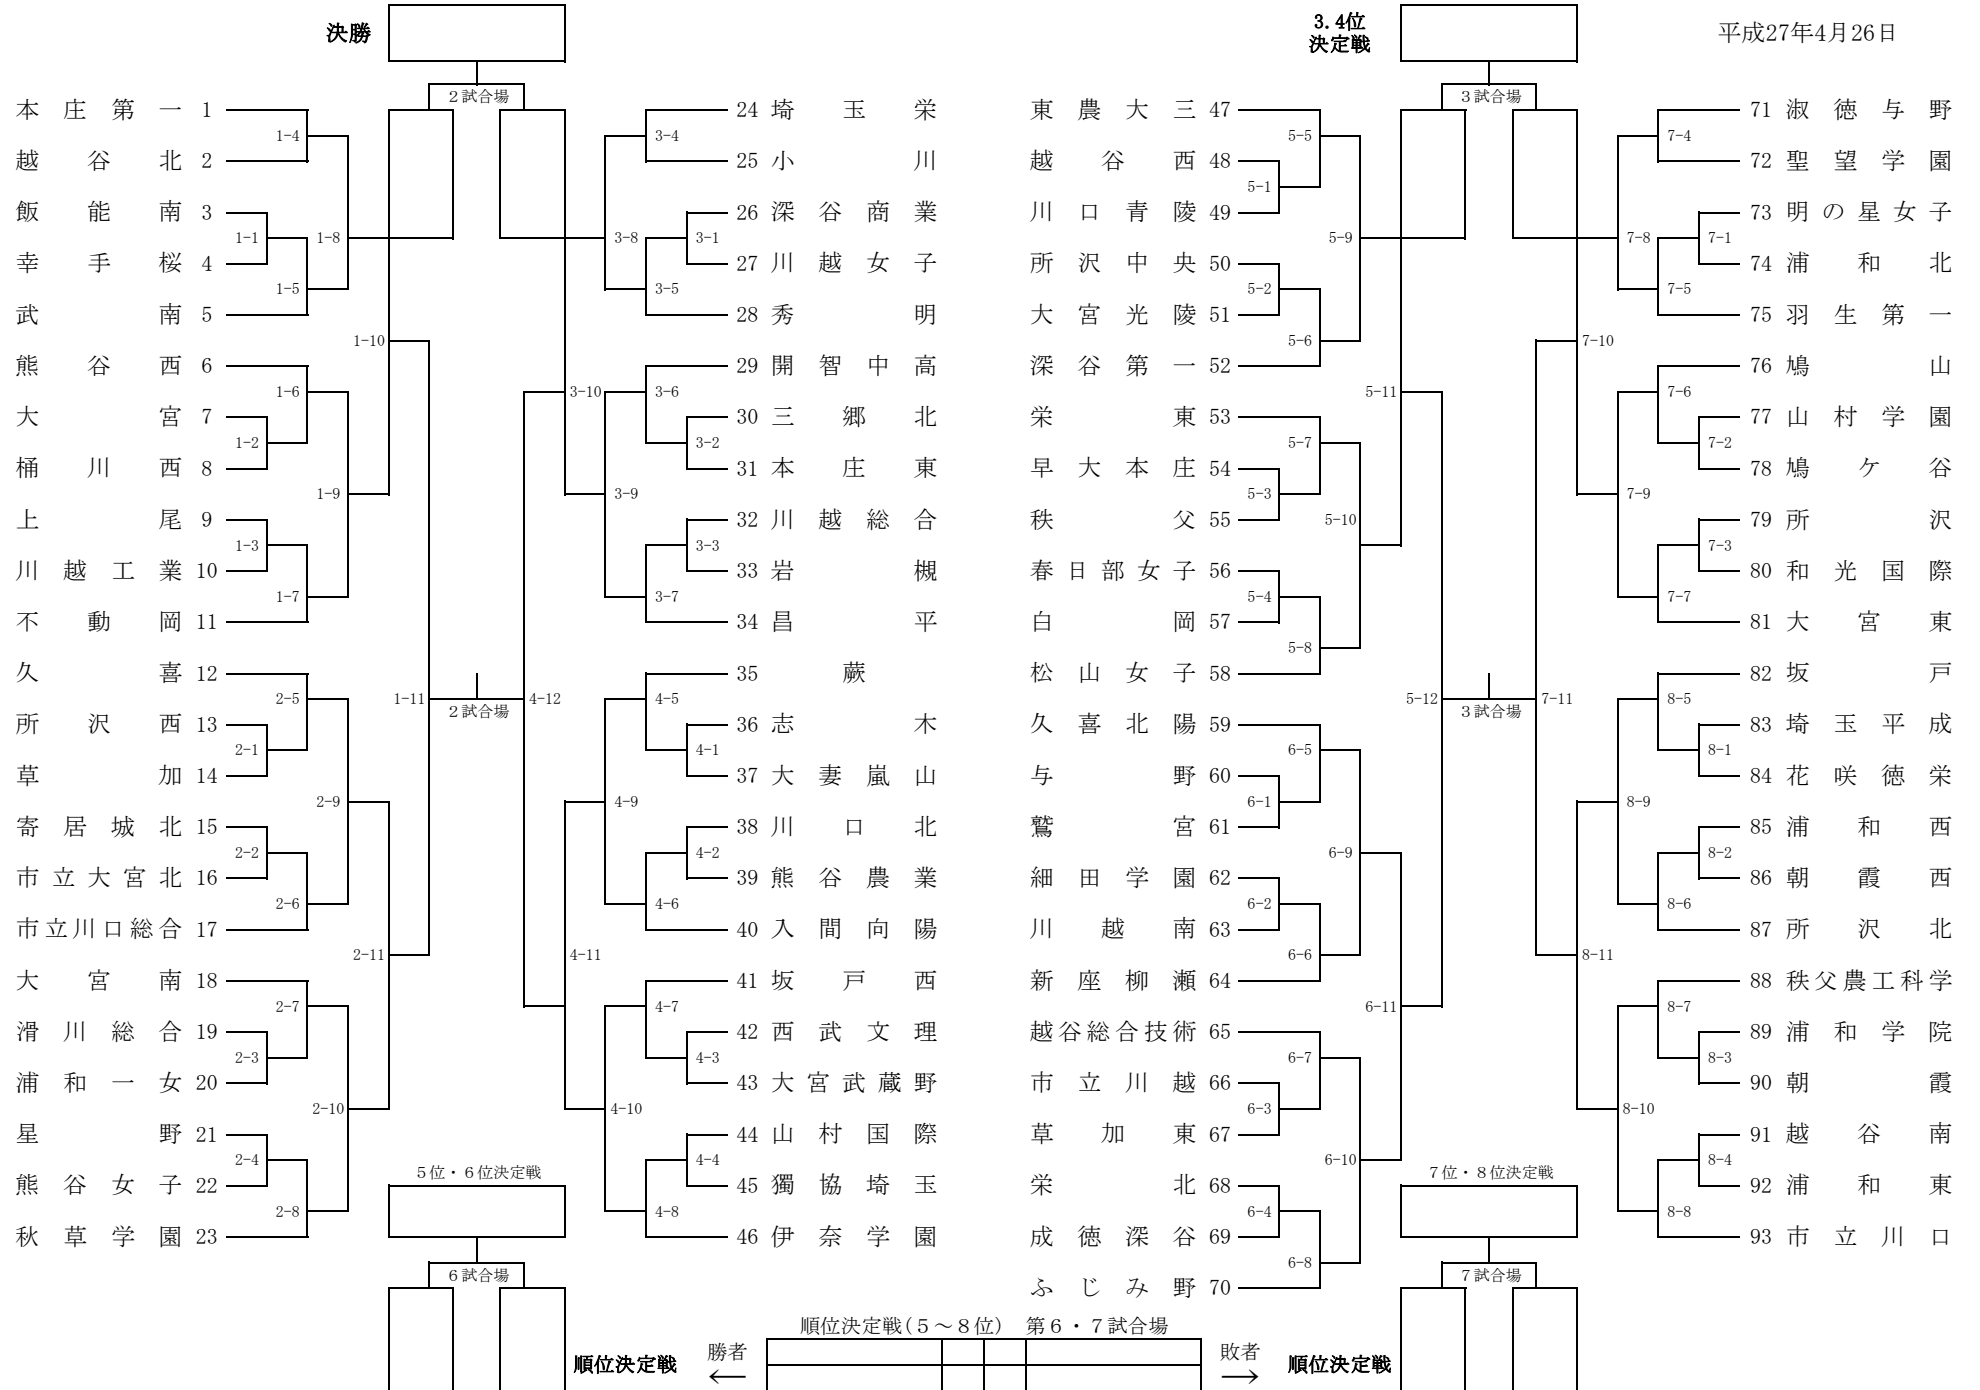 決勝
3.4位
決定戦
平成27年4月26日
2試合場
3試合場
本庄第一 1
越谷北 2
飯能南 3
幸手桜 4
武南 5
熊谷西 6
大宮 7
桶川西 8
上尾 9
川越工業 10
不動岡 11
久喜 12
所沢西 13
草加 14
寄居城北 15
市立大宮北 16
市立川口総合 17
大宮南 18
滑川総合 19
浦和一女 20
星野 21
熊谷女子 22
秋草学園 23
1-4
1-1
1-8
1-5
1-10
1-6
1-2
1-9
1-3
1-7
2-5
1-11
2-1
2-9
2-2
2-6
2-11
2-7
2-3
2-10
2-4
2-8
2試合場
24 埼玉栄
25 小川
26 深谷商業
27 川越女子
28 秀明
29 開智中高
30 三郷北
31 本庄東
32 川越総合
33 岩槻
34 昌平
35 蕨
36 志木
37 大妻嵐山
38 川口北
39 熊谷農業
40 入間向陽
41 坂戸西
42 西武文理
43 大宮武蔵野
44 山村国際
45 獨協埼玉
46 伊奈学園
3-4
3-8
3-1
3-5
3-10
3-6
3-2
3-9
3-3
3-7
4-12
4-5
4-1
4-9
4-2
4-6
4-11
4-7
4-3
4-10
4-4
4-8
東農大三 47
越谷西 48
川口青陵 49
所沢中央 50
大宮光陵 51
深谷第一 52
栄東 53
早大本庄 54
秩父 55
春日部女子 56
白岡 57
松山女子 58
久喜北陽 59
与野 60
鷲宮 61
細田学園 62
川越南 63
新座柳瀬 64
越谷総合技術 65
市立川越 66
草加東 67
栄北 68
成徳深谷 69
ふじみ野 70
5-5
5-1
5-9
5-2
5-6
5-11
5-7
5-3
5-10
5-4
5-8
5-12
6-5
6-1
6-9
6-2
6-6
6-11
6-7
6-3
6-10
6-4
6-8
3試合場
71 淑徳与野
72 聖望学園
73 明の星女子
74 浦和北
75 羽生第一
76 鳩山
77 山村学園
78 鳩ケ谷
79 所沢
80 和光国際
81 大宮東
82 坂戸
83 埼玉平成
84 花咲徳栄
85 浦和西
86 朝霞西
87 所沢北
88 秩父農工科学
89 浦和学院
90 朝霞
91 越谷南
92 浦和東
93 市立川口
7-4
7-8
7-1
7-5
7-10
7-6
7-2
7-9
7-3
7-7
7-11
8-5
8-1
8-9
8-2
8-6
8-11
8-7
8-3
8-10
8-4
8-8
5位・6位決定戦
7位・8位決定戦
6試合場
7試合場
順位決定戦(5～8位) 第6・7試合場
順位決定戦
勝者
←
敗者
→
順位決定戦